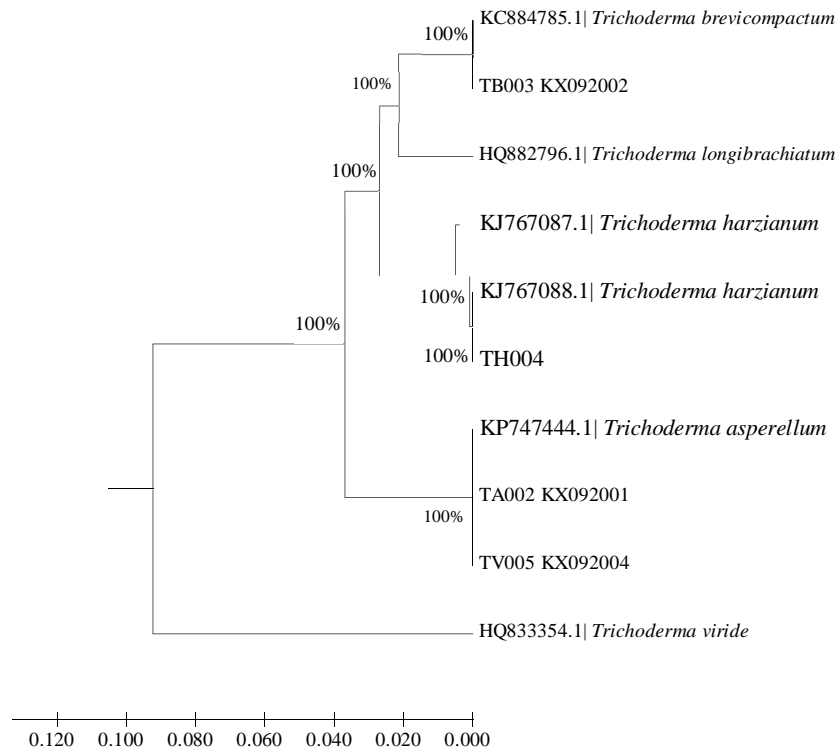 KC884785.1| Trichoderma brevicompactum
100%
TB003 KX092002
100%
HQ882796.1| Trichoderma longibrachiatum
100%
KJ767087.1| Trichoderma harzianum
KJ767088.1| Trichoderma harzianum
100%
100%
TH004
100%
KP747444.1| Trichoderma asperellum
TA002 KX092001
100%
TV005 KX092004
HQ833354.1| Trichoderma viride
0.120 0.100 0.080 0.060 0.040 0.020 0.000